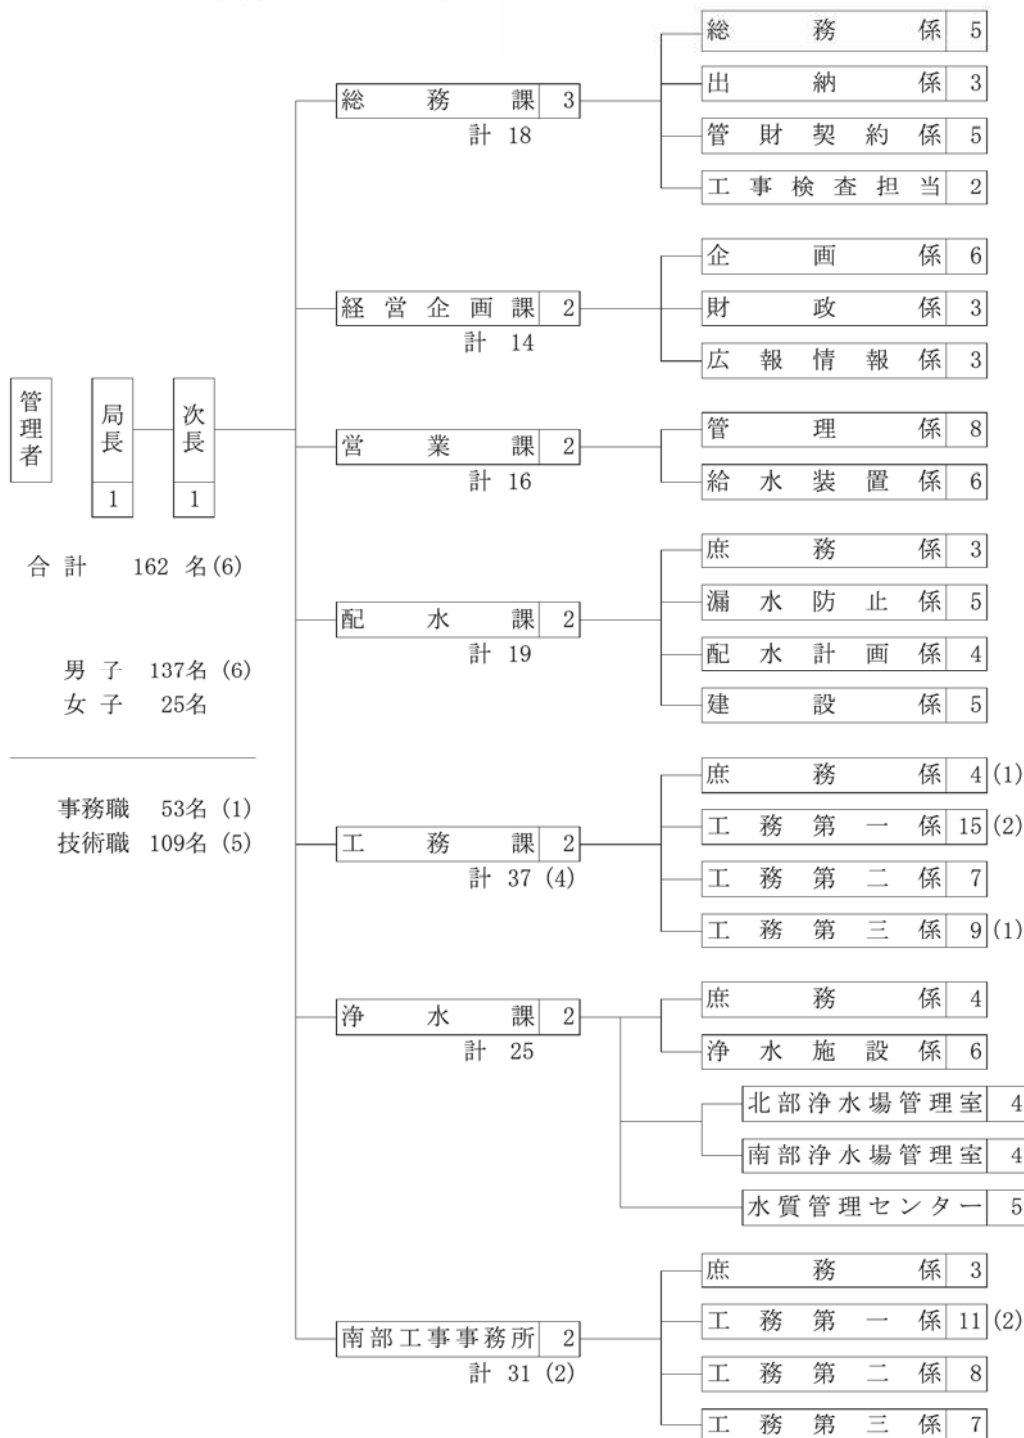 総務係 5
総務課 3
計 18
出納係 3
管財契約係 5
工事検査担当 2
企画係 6
経営企画課 2
計 14
財政係 3
広報情報係 3
管理者
局長 1
次長 1
営業課 2
計 16
管理係 8
給水装置係 6
合計 162 名(6)
男子 137名 (6)
女子 25名
事務職 53名 (1)
技術職 109名 (5)
庶務係 3
配水課 2
計 19
漏水防止係 5
配水計画係 4
建設係 5
庶務係 4 (1)
工務課 2
計 37 (4)
工務第一係 15 (2)
工務第二係 7
工務第三係 9 (1)
浄水課 2
計 25
庶務係 4
浄水施設係 6
北部浄水場管理室 4
南部浄水場管理室 4
水質管理センター 5
南部工事事務所 2
計 31 (2)
庶務係 3
工務第一係 11 (2)
工務第二係 8
工務第三係 7